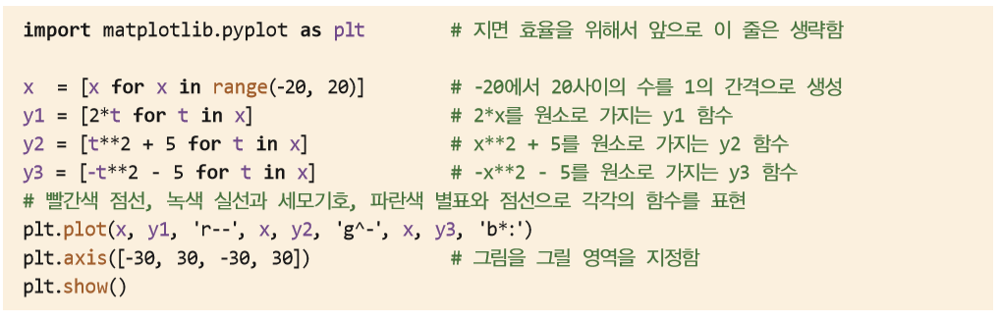 import matplotlib.pyplot as plt # 지면 효율을 위해서 앞으로 이 줄은 생략함
x = [x for x in range(-20, 20)] # -20에서 20사이의 수를 1의 간격으로 생성
y1 = [2*t for t in x] # 2*x를 원소로 가지는 y1 함수
y2 = [t**2 + 5 for t in x] # x**2 + 5를 원소로 가지는 y2 함수
y3 = [-t**2 - 5 for t in x] # -x**2 - 5를 원소로 가지는 y3 함수
# 빨간색 점선, 녹색 실선과 세모기호, 파란색 별표와 점선으로 각각의 함수를 표현
plt.plot(x, y1, 'r--', x, y2, 'g^-', x, y3, 'b*:')
plt.axis([-30, 30, -30, 30]) # 그림을 그릴 영역을 지정함
plt.show()